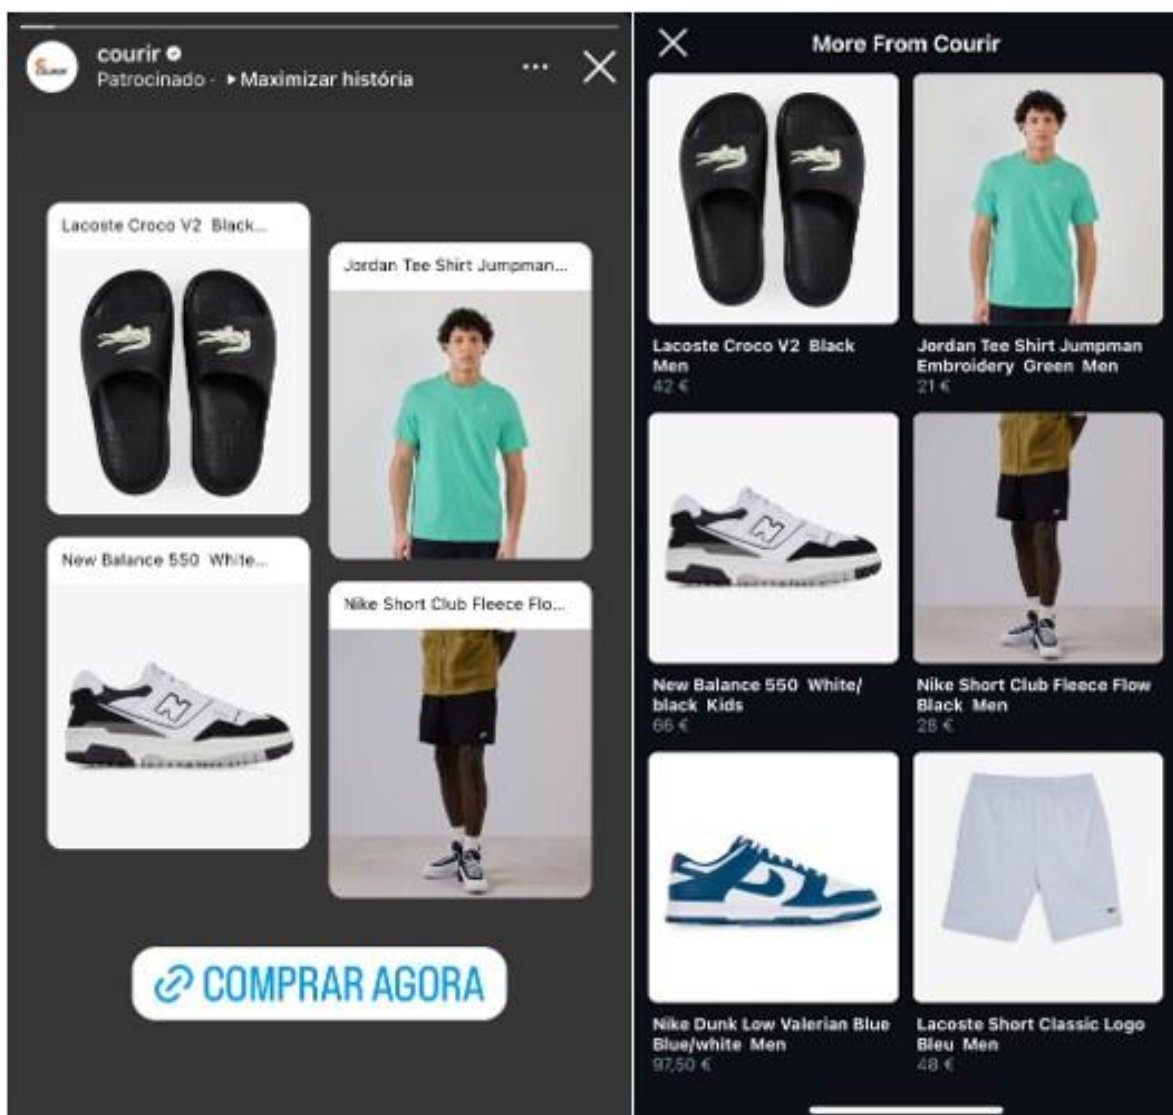 courir
Patrocinado · Maximizar história
Lacoste Croco V2 Black...
Jordan Tee Shirt Jumpman...
New Balance 550 White...
Nike Short Club Fleece Flo...
COMPRAR AGORA
More From Courir
Lacoste Croco V2 Black
Men
42 €
Jordan Tee Shirt Jumpman
Embroidery Green Men
21 €
New Balance 550 White/
black Kids
66 €
Nike Short Club Fleece Flow
Black Men
28 €
Nike Dunk Low Valerian Blue
Blue/white Men
97,50 €
Lacoste Short Classic Logo
Bleu Men
48 €